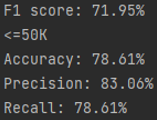 F1 score: 71.95%
<=50K
Accuracy: 78.61%
Precision: 83.06%
Recall: 78.61%